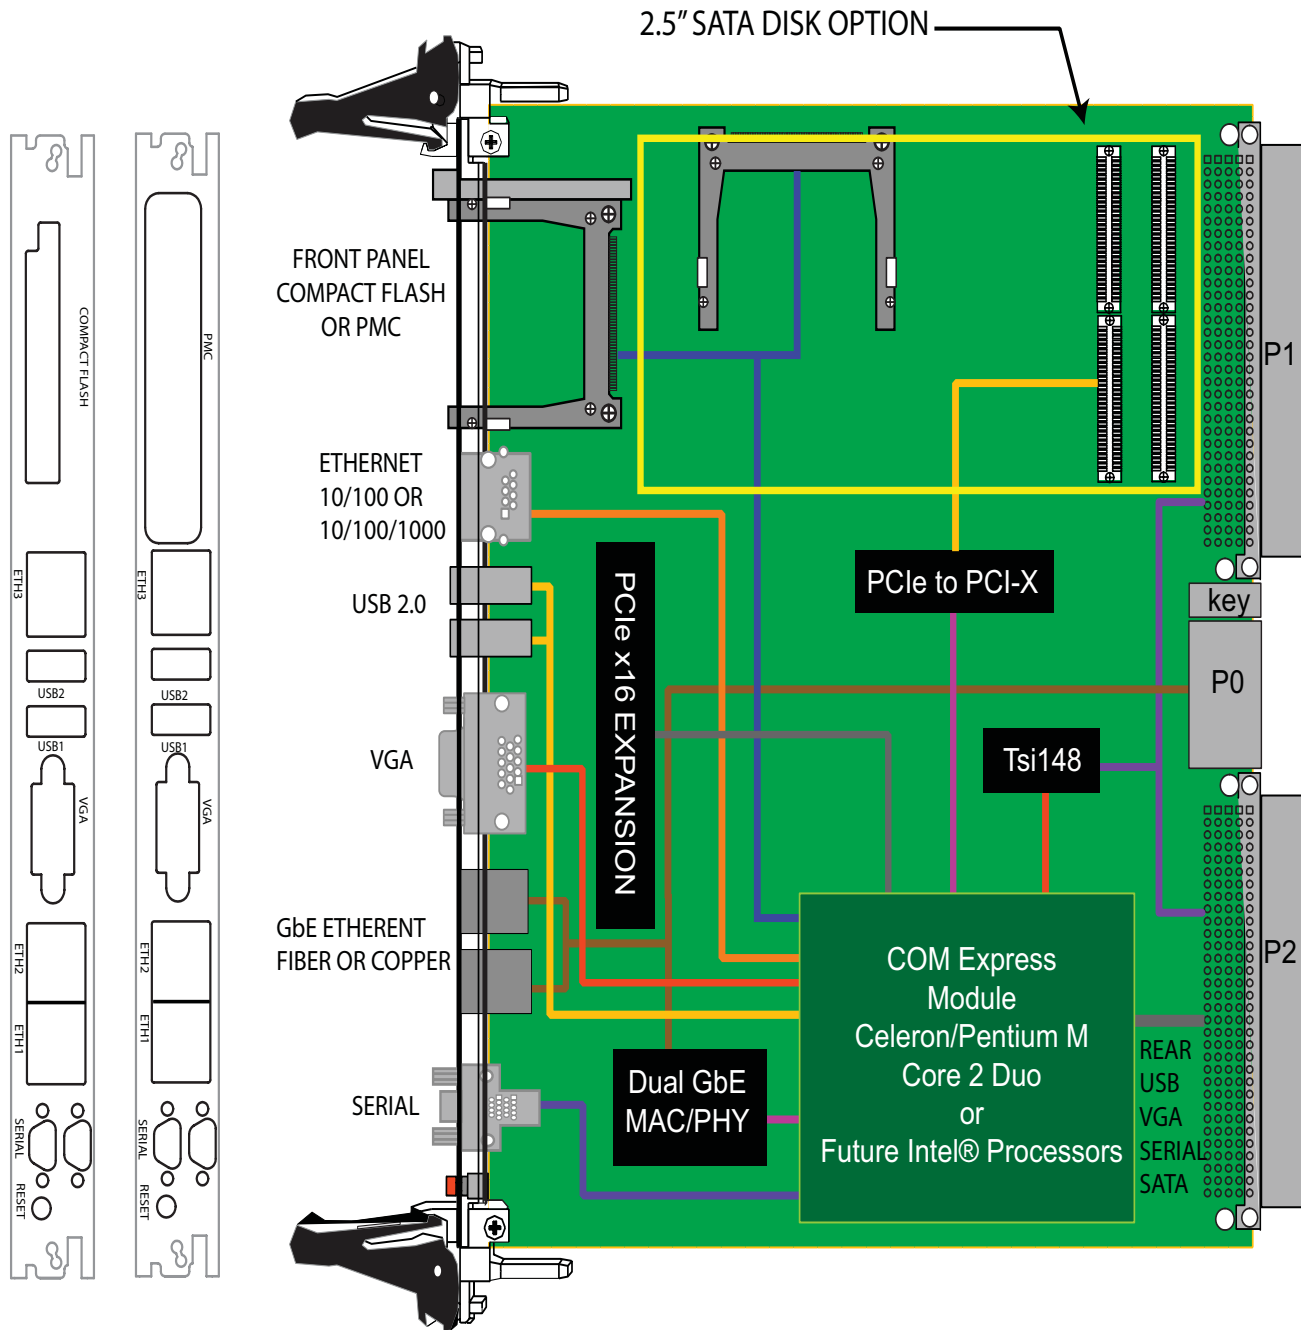 2.5” SATA DISK OPTION
FRONT PANEL
COMPACT FLASH
OR PMC
ETHERNET
10/100 OR
10/100/1000
USB 2.0
VGA
GbE ETHERENT
FIBER OR COPPER
SERIAL
COMPACT FLASH
ETH3
USB2
USB1
VGA
ETH2
ETH1
SERIAL
RESET
PMC
ETH3
USB2
USB1
VGA
ETH2
ETH1
SERIAL
RESET
PCIe x16 EXPANSION
PCIe to PCI-X
Tsi148
Dual GbE
MAC/PHY
COM Express
Module
Celeron/Pentium M
Core 2 Duo
or
Future Intel® Processors
REAR
USB
VGA
SERIAL
SATA
P1
key
P0
P2